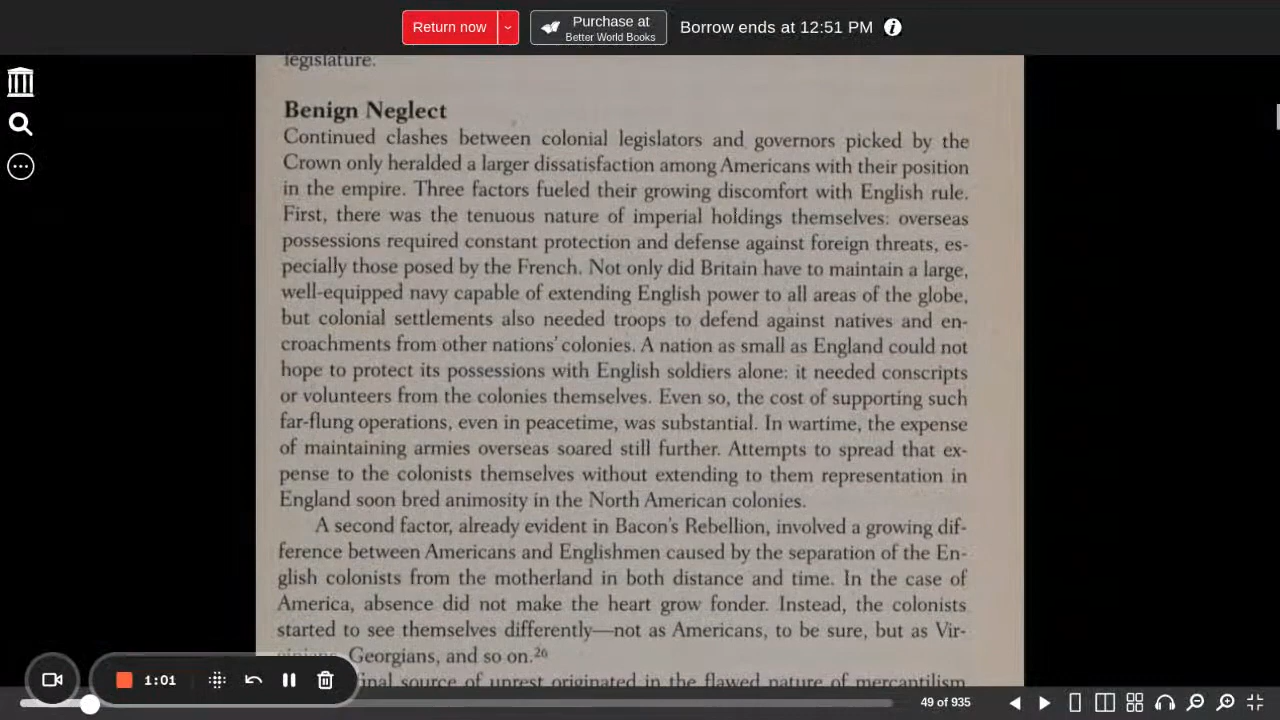 Return now
Purchase at
Better World Books
Borrow ends at 12:51 PM
legislature.
Benign Neglect
Continued clashes between colonial legislators and governors picked by the
Crown only heralded a larger dissatisfaction among Americans with their position
in the empire. Three factors fueled their growing discomfort with English rule.
First, there was the tenuous nature of imperial holdings themselves: overseas
possessions required constant protection and defense against foreign threats, es-
pecially those posed by the French. Not only did Britain have to maintain a large,
well-equipped navy capable of extending English power to all areas of the globe,
but colonial settlements also needed troops to defend against natives and en-
croachments from other nations' colonies. A nation as small as England could not
hope to protect its possessions with English soldiers alone: it needed conscripts
or volunteers from the colonies themselves. Even so, the cost of supporting such
far-flung operations, even in peacetime, was substantial. In wartime, the expense
of maintaining armies overseas soared still further. Attempts to spread that ex-
pense to the colonists themselves without extending to them representation in
England soon bred animosity in the North American colonies.
A second factor, already evident in Bacon's Rebellion, involved a growing dif-
ference between Americans and Englishmen caused by the separation of the En-
glish colonists from the motherland in both distance and time. In the case of
America, absence did not make the heart grow fonder. Instead, the colonists
started to see themselves differently—not as Americans, to be sure, but as Vir-
Georgians, and so on.26
source of unrest originated in the flawed nature of mercantilism
1:01
49 of 935